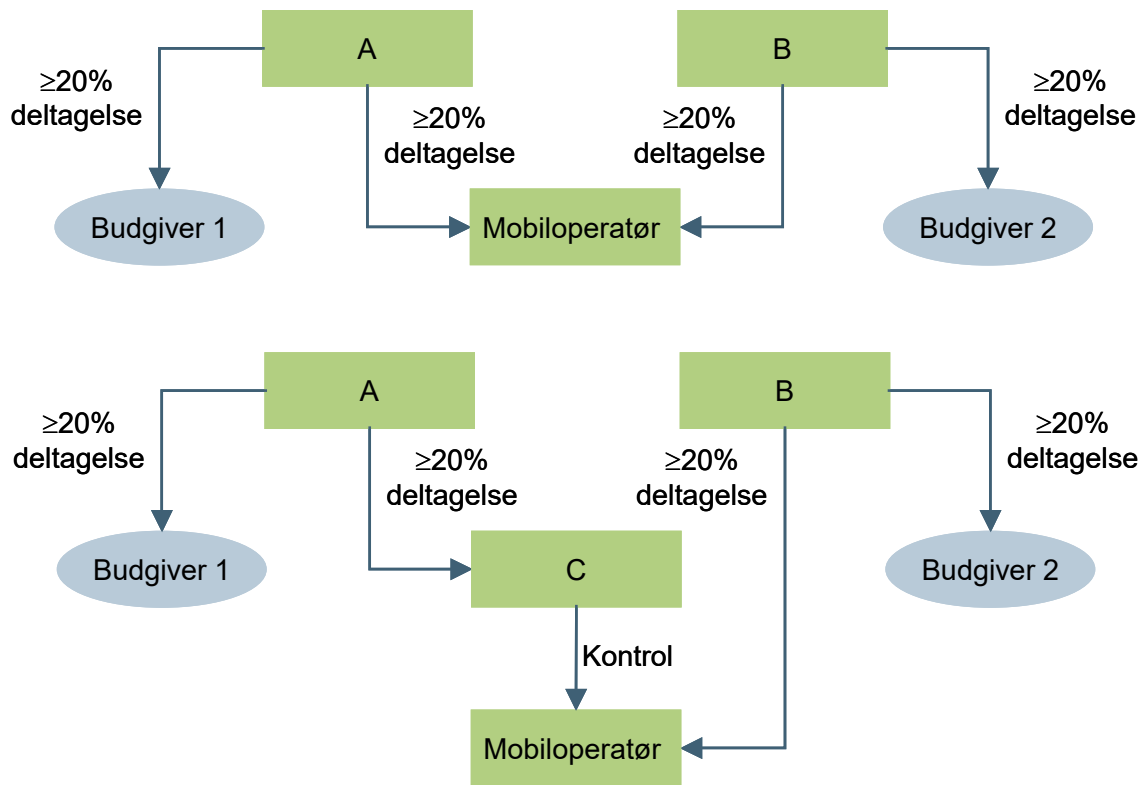 A
B
≥20%
deltagelse
≥20%
deltagelse
≥20%
deltagelse
≥20%
deltagelse
Budgiver 1
Mobiloperatør
Budgiver 2
A
B
≥20%
deltagelse
≥20%
deltagelse
≥20%
deltagelse
≥20%
deltagelse
Budgiver 1
C
Budgiver 2
Kontrol
Mobiloperatør